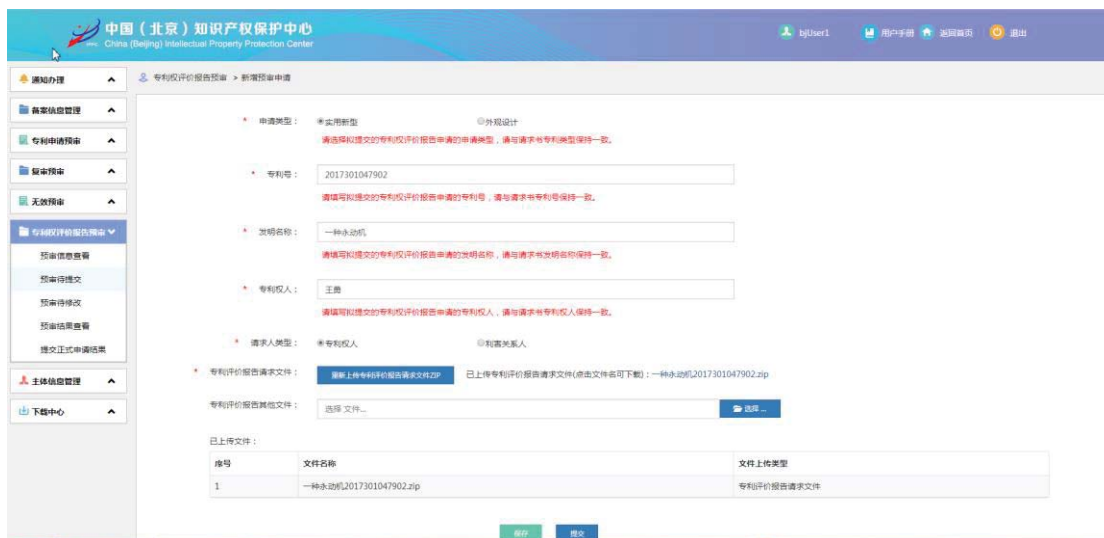 中国（北京）知识产权保护中心
China (Beijing) Intellectual Property Protection Center
bjUser1 用户手册 返回首页 退出
通知办理
专利权评价报告预审 > 新增预审申请
备案信息管理
专利申请预审
复审预审
无效预审
专利权评价报告预审
预审信息查看
预审待提交
预审待修改
预审结果查看
提交正式申请结果
主体信息管理
下载中心
* 申请类型： 实用新型 外观设计
请选择拟提交的专利权评价报告申请的申请类型，请与请求书专利类型保持一致。
* 专利号： 2017301047902
请填写拟提交的专利权评价报告申请的专利号，请与请求书专利号保持一致。
* 发明名称： 一种永动机
请填写拟提交的专利权评价报告申请的发明名称，请与请求书发明名称保持一致。
* 专利权人： 王勇
请填写拟提交的专利权评价报告申请的专利权人，请与请求书专利权人保持一致。
* 请求人类型： 专利权人 利害关系人
* 专利评价报告请求文件： 重新上传专利评价报告请求文件ZIP 已上传专利评价报告请求文件(点击文件名可下载)：一种永动机2017301047902.zip
专利评价报告其他文件： 选择 文件... 选择 ...
已上传文件：
序号 文件名称 文件上传类型
1 一种永动机2017301047902.zip 专利评价报告请求文件
保存 提交